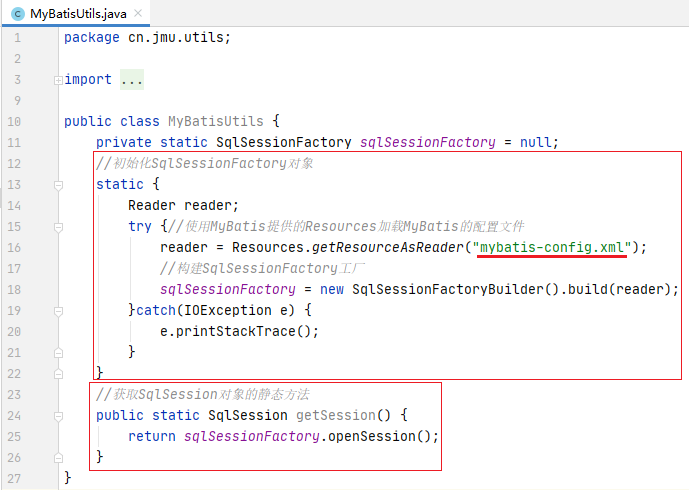 MyBatisUtils.java
1 package cn.jmu.utils;
2
3 import ...
9
10 public class MyBatisUtils {
11 private static SqlSessionFactory sqlSessionFactory = null;
12 //初始化SqlSessionFactory对象
13 static {
14 Reader reader;
15 try {//使用MyBatis提供的Resources加载MyBatis的配置文件
16 reader = Resources.getResourceAsReader("mybatis-config.xml");
17 //构建SqlSessionFactory工厂
18 sqlSessionFactory = new SqlSessionFactoryBuilder().build(reader);
19 }catch(IOException e) {
20 e.printStackTrace();
21 }
22 }
23 //获取SqlSession对象的静态方法
24 public static SqlSession getSession() {
25 return sqlSessionFactory.openSession();
26 }
27 }